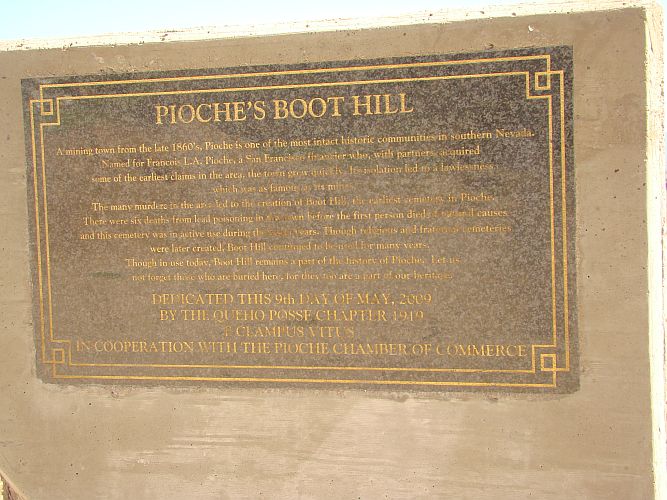 PIOCHE'S BOOT HILL
A mining town from the late 1860's, Pioche is one of the most intact historic communities in southern Nevada.
Named for Francois L.A. Pioche, a San Francisco financier who, with partners, acquired
some of the earliest claims in the area, the town grew quickly. Its isolation led to a lawlessness
which was as famous as its mines.
The many murders in the area led to the creation of Boot Hill, the earliest cemetery in Pioche.
There were six deaths from lead poisoning in the town before the first person died of natural causes
and this cemetery was in active use during the years. Though religious and fraternal cemeteries
were later created, Boot Hill continued to be used for many years.
Though in use today, Boot Hill remains a part of the history of Pioche. Let us
not forget those who are buried here, for they too are a part of our heritage.
DEDICATED THIS 9th DAY OF MAY, 2009
BY THE QUEHO POSSE CHAPTER 1919
E CLAMPUS VITUS
IN COOPERATION WITH THE PIOCHE CHAMBER OF COMMERCE